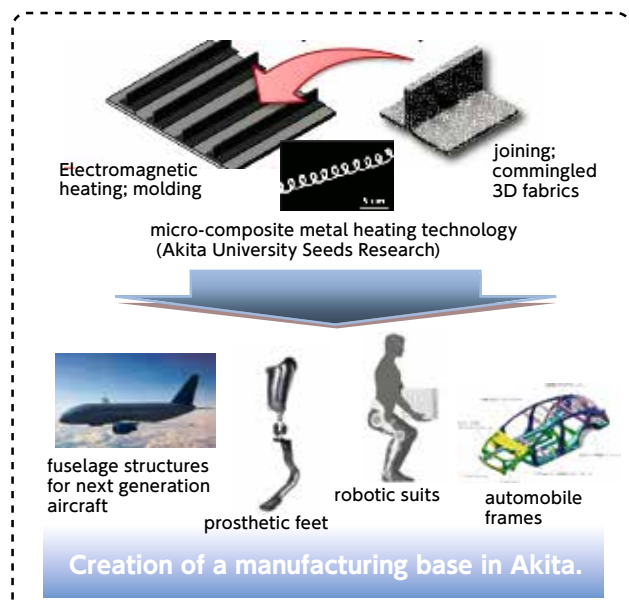 Electromagnetic
heating; molding
joining;
commingled
3D fabrics
micro-composite metal heating technology
(Akita University Seeds Research)
fuselage structures
for next generation
aircraft
prosthetic feet
robotic suits
automobile
frames
Creation of a manufacturing base in Akita.